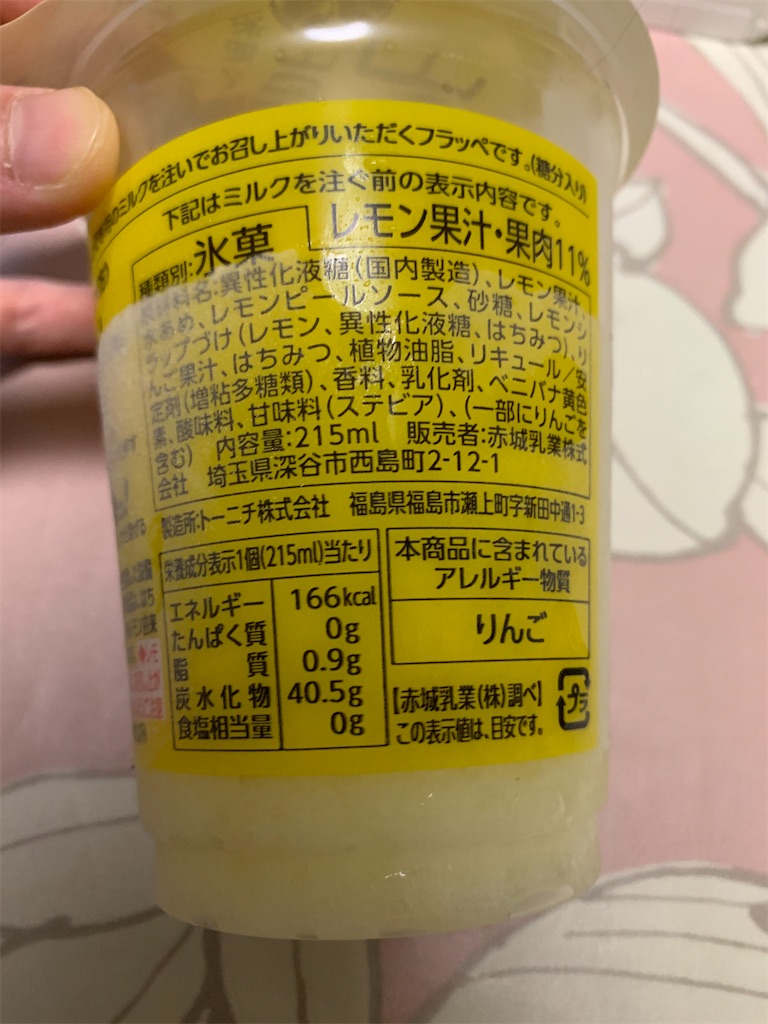 のミルクを注いでお召し上がりいただくフラッペです。(糖分入り)
下記はミルクを注ぐ前の表示内容です。
種類別:氷菓
レモン果汁・果肉11%
原材料名:異性化液糖(国内製造)、レモン果汁、
水あめ、レモンピールソース、砂糖、レモンシ
ラップづけ(レモン、異性化液糖、はちみつ)、り
んご果汁、はちみつ、植物油脂、リキュール/安
定剤(増粘多糖類)、香料、乳化剤、ベニバナ黄色
素、酸味料、甘味料(ステビア)、(一部にりんごを
含む) 内容量:215ml 販売者:赤城乳業株式
会社 埼玉県深谷市西島町2-12-1
製造所:トーニチ株式会社 福島県福島市瀬上町字新田中通1-3
栄養成分表示1個(215ml)当たり
エネルギー 166kcal
たんぱく質 0g
脂質 0.9g
炭水化物 40.5g
食塩相当量 0g
本商品に含まれている
アレルギー物質
りんご
【赤城乳業(株)調べ】
この表示値は、目安です。
プラ